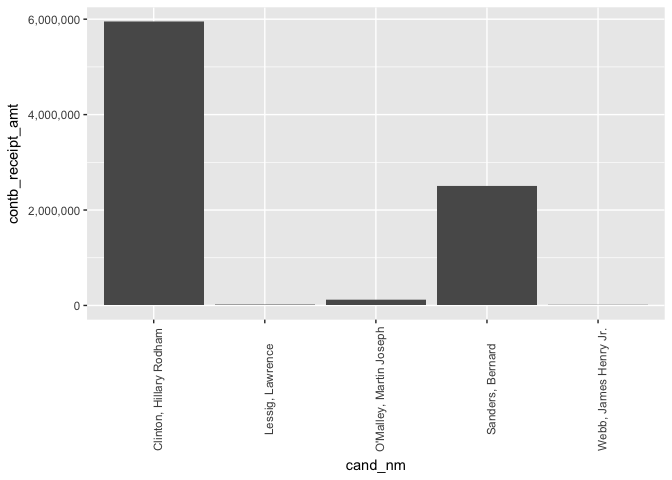 6,000,000
4,000,000
2,000,000
0
contb_receipt_amt
Clinton, Hillary Rodham
Lessig, Lawrence
O'Malley, Martin Joseph
Sanders, Bernard
Webb, James Henry Jr.
cand_nm